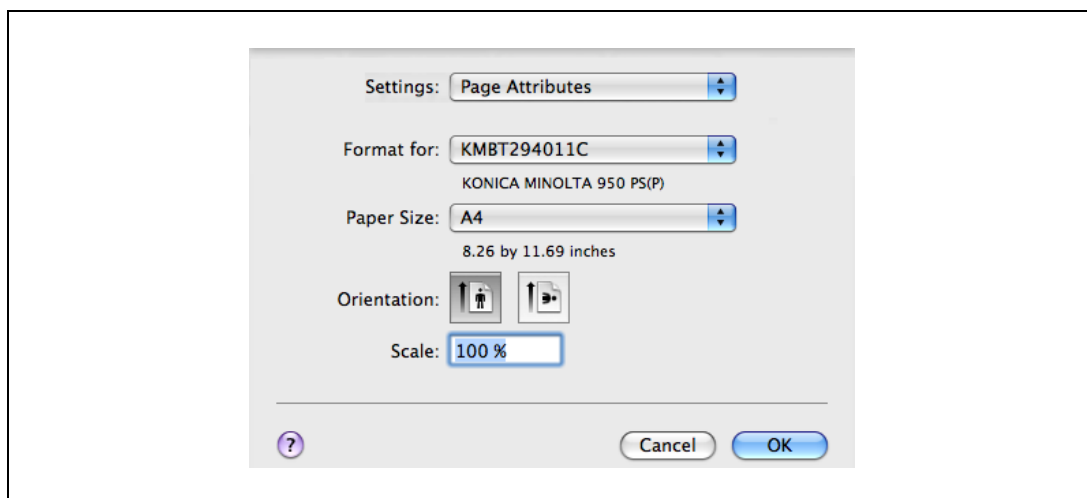 Settings: Page Attributes
Format for: KMBT294011C
KONICA MINOLTA 950 PS(P)
Paper Size: A4
8.26 by 11.69 inches
Orientation:
Scale: 100 %
? Cancel OK